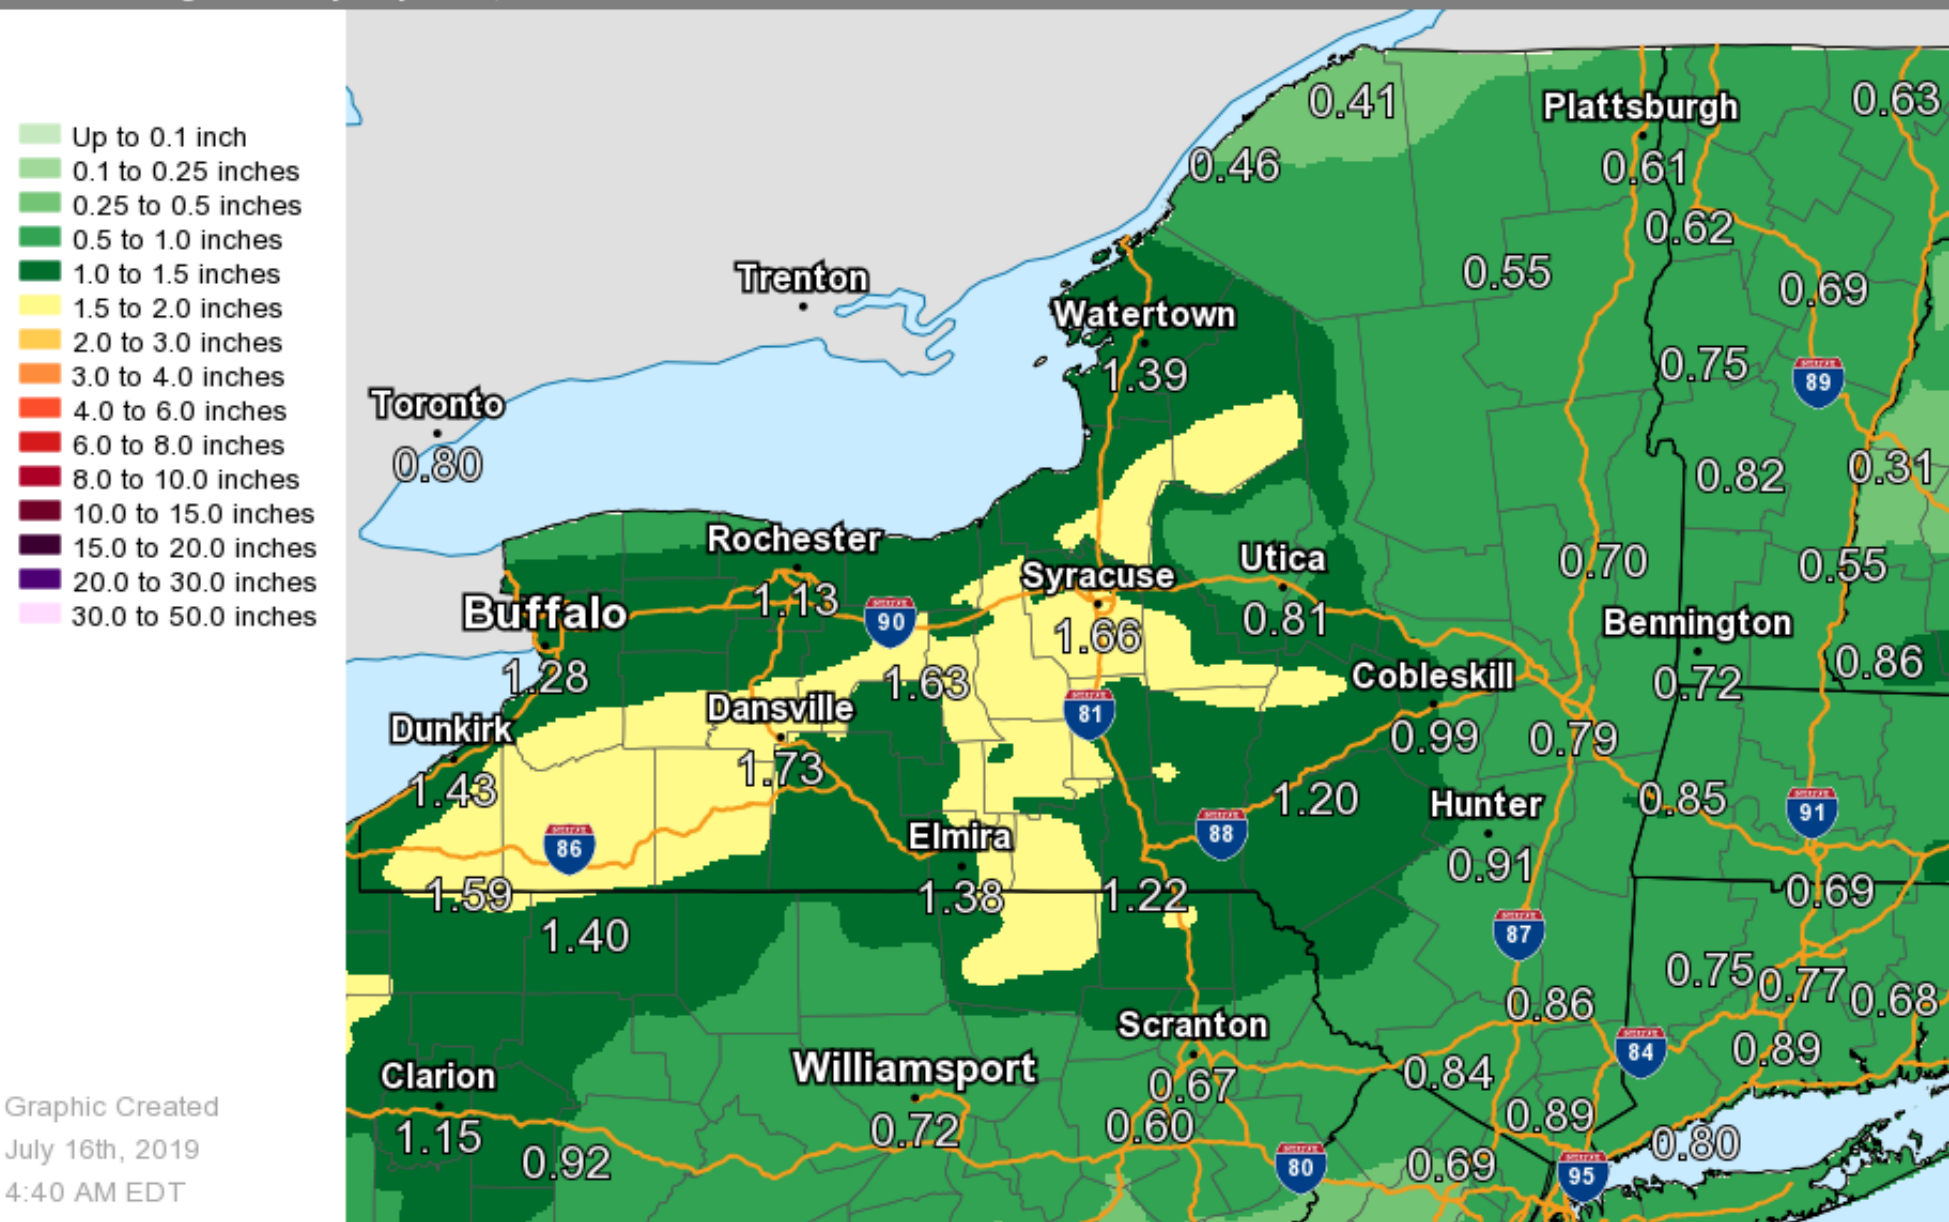 Up to 0.1 inch
0.1 to 0.25 inches
0.25 to 0.5 inches
0.5 to 1.0 inches
1.0 to 1.5 inches
1.5 to 2.0 inches
2.0 to 3.0 inches
3.0 to 4.0 inches
4.0 to 6.0 inches
6.0 to 8.0 inches
8.0 to 10.0 inches
10.0 to 15.0 inches
15.0 to 20.0 inches
20.0 to 30.0 inches
30.0 to 50.0 inches
Graphic Created
July 16th, 2019
4:40 AM EDT
0.41
Plattsburgh
0.63
0.46
0.61
0.62
Trenton
0.55
0.69
Watertown
1.39
0.75
89
Toronto
0.80
0.82
0.31
Rochester
1.13
Syracuse
1.66
Utica
0.81
0.70
0.55
Buffalo
1.28
90
1.63
Bennington
0.72
0.86
Cobleskill
0.99
Dunkirk
1.43
Dansville
1.73
81
0.79
86
1.59
Elmira
1.38
88
1.20
Hunter
0.91
0.85
91
1.40
1.22
0.69
87
0.75
0.77
0.68
0.86
Scranton
0.67
0.60
84
0.89
Clarion
1.15
0.92
Williamsport
0.72
0.84
0.89
80
0.69
95
0.80